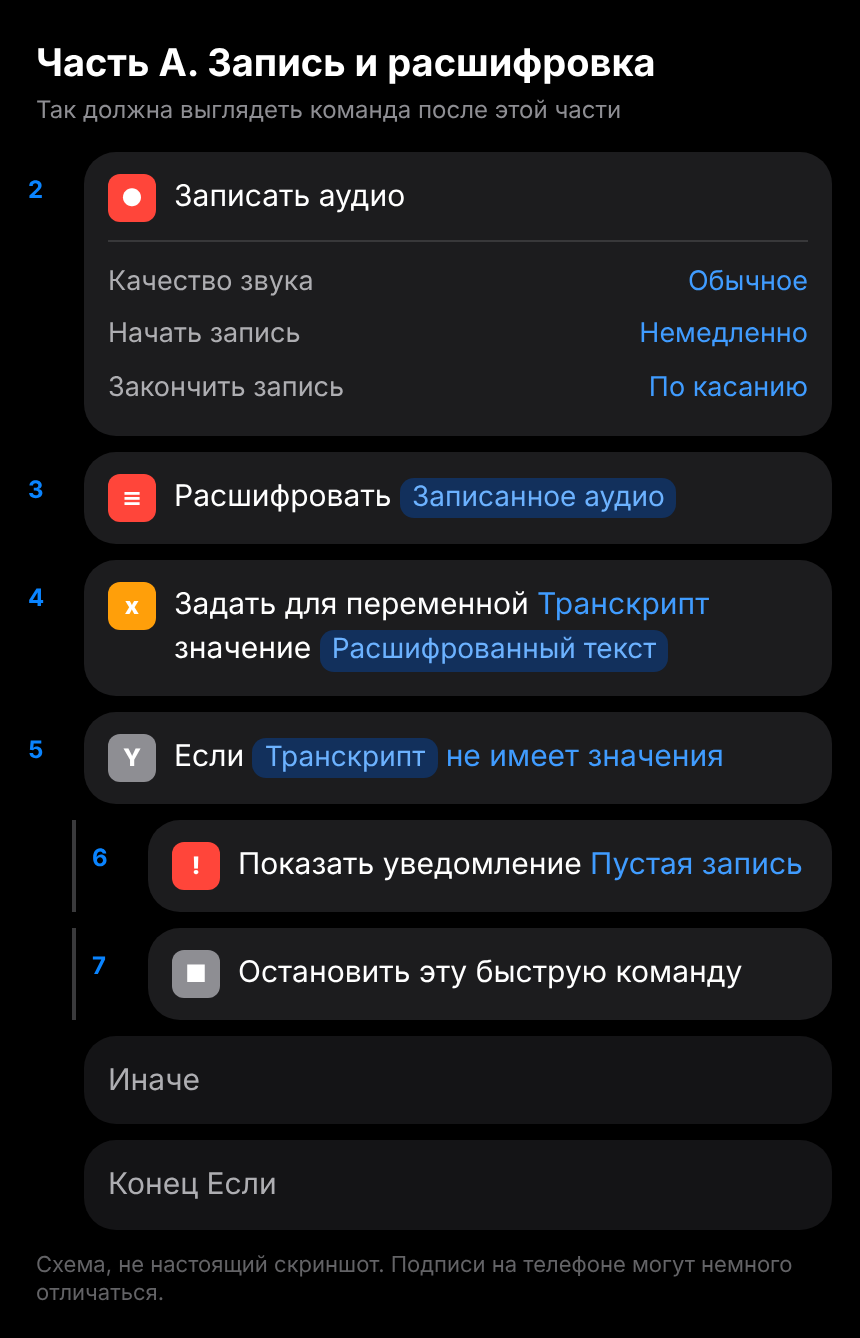 Часть А. Запись и расшифровка
Так должна выглядеть команда после этой части
2
Записать аудио
Качество звука Обычное
Начать запись Немедленно
Закончить запись По касанию
3
Расшифровать Записанное аудио
4
x Задать для переменной Транскрипт
значение Расшифрованный текст
5
Y Если Транскрипт не имеет значения
6
! Показать уведомление Пустая запись
7
Остановить эту быструю команду
Иначе
Конец Если
Схема, не настоящий скриншот. Подписи на телефоне могут немного
отличаться.